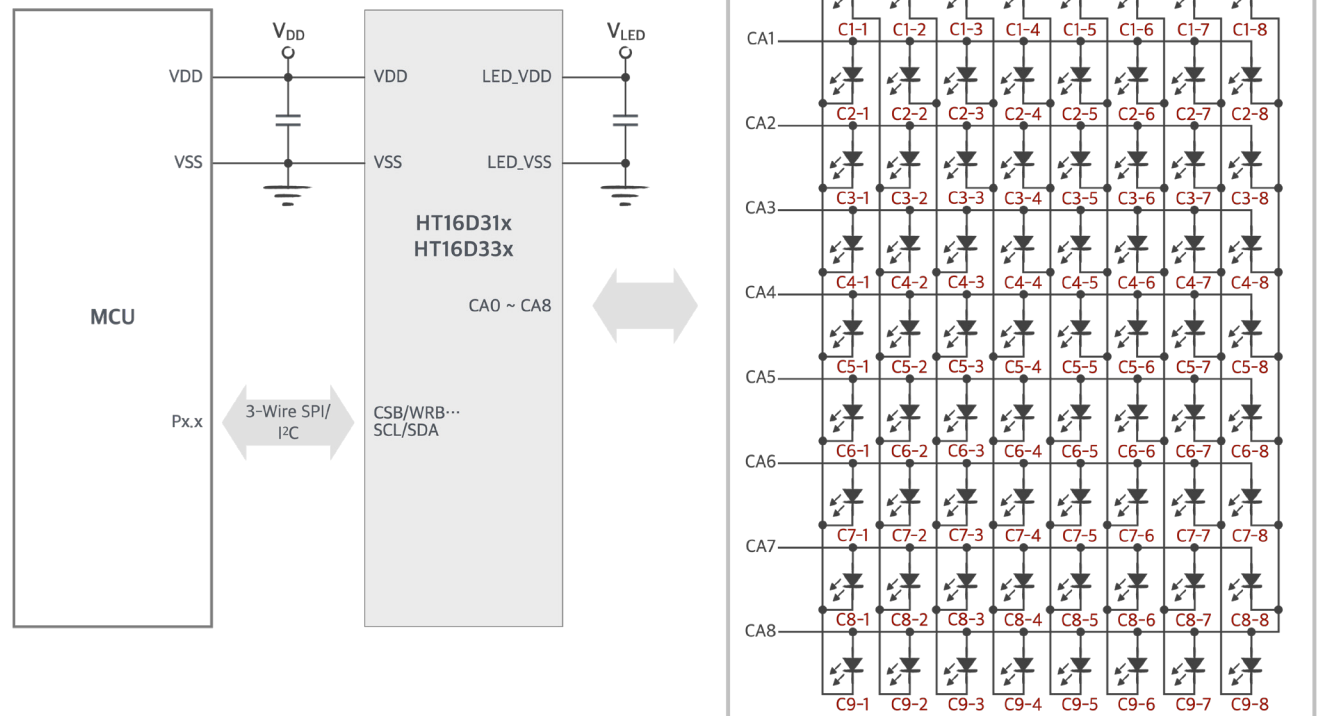 VDD
VLED
VDD
VDD
LED_VDD
VSS
VSS
LED_VSS
HT16D31x
HT16D33x
CA0 ~ CA8
MCU
Px.x
3-Wire SPI/
I²C
CSB/WRB…
SCL/SDA
C1-1 C1-2 C1-3 C1-4 C1-5 C1-6 C1-7 C1-8
CA1
C2-1 C2-2 C2-3 C2-4 C2-5 C2-6 C2-7 C2-8
CA2
C3-1 C3-2 C3-3 C3-4 C3-5 C3-6 C3-7 C3-8
CA3
C4-1 C4-2 C4-3 C4-4 C4-5 C4-6 C4-7 C4-8
CA4
C5-1 C5-2 C5-3 C5-4 C5-5 C5-6 C5-7 C5-8
CA5
C6-1 C6-2 C6-3 C6-4 C6-5 C6-6 C6-7 C6-8
CA6
C7-1 C7-2 C7-3 C7-4 C7-5 C7-6 C7-7 C7-8
CA7
C8-1 C8-2 C8-3 C8-4 C8-5 C8-6 C8-7 C8-8
CA8
C9-1 C9-2 C9-3 C9-4 C9-5 C9-6 C9-7 C9-8